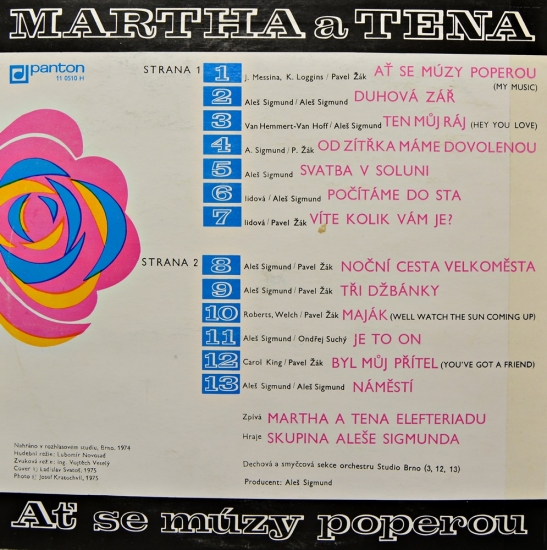 MARTHA a TENA
panton
11 0510 H
STRANA 1
1 J. Messina, K. Loggins / Pavel Žák AŤ SE MÚZY POPEROU
(MY MUSIC)
2 Aleš Sigmund / Aleš Sigmund DUHOVÁ ZÁŘ
3 Van Hemmert-Van Hoff / Aleš Sigmund TEN MŮJ RÁJ (HEY YOU LOVE)
4 A. Sigmund / P. Žák OD ZÍTŘKA MÁME DOVOLENOU
5 Aleš Sigmund SVATBA V SOLUNI
6 lidová / Aleš Sigmund POČÍTÁME DO STA
7 lidová / Pavel Žák VÍTE KOLIK VÁM JE?
STRANA 2
8 Aleš Sigmund / Pavel Žák NOČNÍ CESTA VELKOMĚSTA
9 Aleš Sigmund / Pavel Žák TŘI DŽBÁNKY
10 Roberts, Welch / Pavel Žák MAJÁK (WELL WATCH THE SUN COMING UP)
11 Aleš Sigmund / Ondřej Suchý JE TO ON
12 Carol King / Pavel Žák BYL MŮJ PŘÍTEL (YOU'VE GOT A FRIEND)
13 Aleš Sigmund / Aleš Sigmund NÁMĚSTÍ
Zpívá MARTHA A TENA ELEFTERIADU
Hraje SKUPINA ALEŠE SIGMUNDA
Dechová a smyčcová sekce orchestru Studio Brno (3, 12, 13)
Producent: Aleš Sigmund
Nahráno v rozhlasovém studiu, Brno, 1974
Hudební režie: Lubomír Novosad
Zvuková režie: ing. Vojtěch Veselý
Cover Ladislav 1975
Photo Josef Kratochvíl, 1975
Ať se múzy poperou